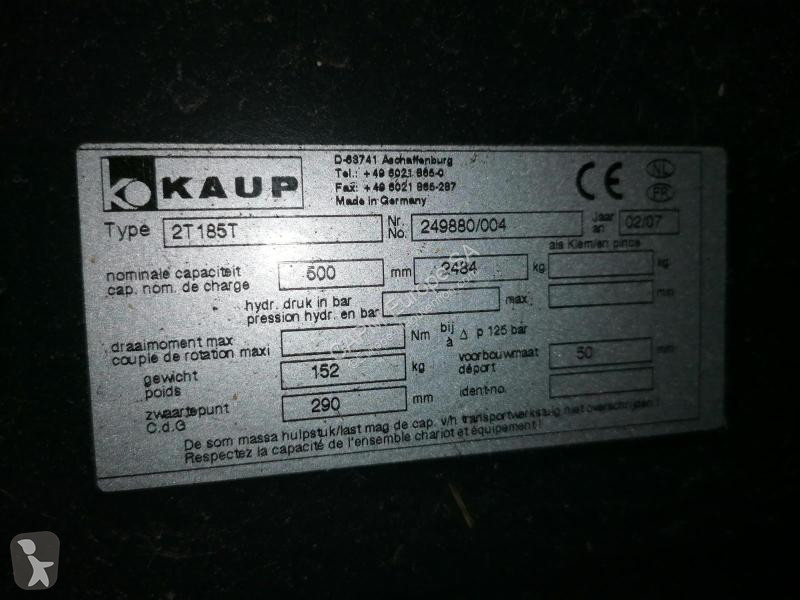 KAUP
D-63741 Aschaffenburg
Tel.: +49 6021 865-0
Fax: +49 6021 865-287
Made in Germany
CE
NL
FR
Type 2T185T
Nr. No. 249880/004
Jaar an 02/07
als Klem/en pince
nominale capaciteit
cap. nom. de charge
500 mm 2484 kg kg
hydr. druk in bar
pression hydr. en bar
max. mm
draaimoment max
couple de rotation maxi
Nm bij à Δ p 125 bar
gewicht
poids
152 kg
voorbouwmaat
déport
50 mm
zwaartepunt
C.d.G
290 mm
ident-no.
De som massa hulpstuk/last mag de cap. v/h transportwerktuig niet overschrijden!
Respectez la capacité de l'ensemble chariot et équipement!